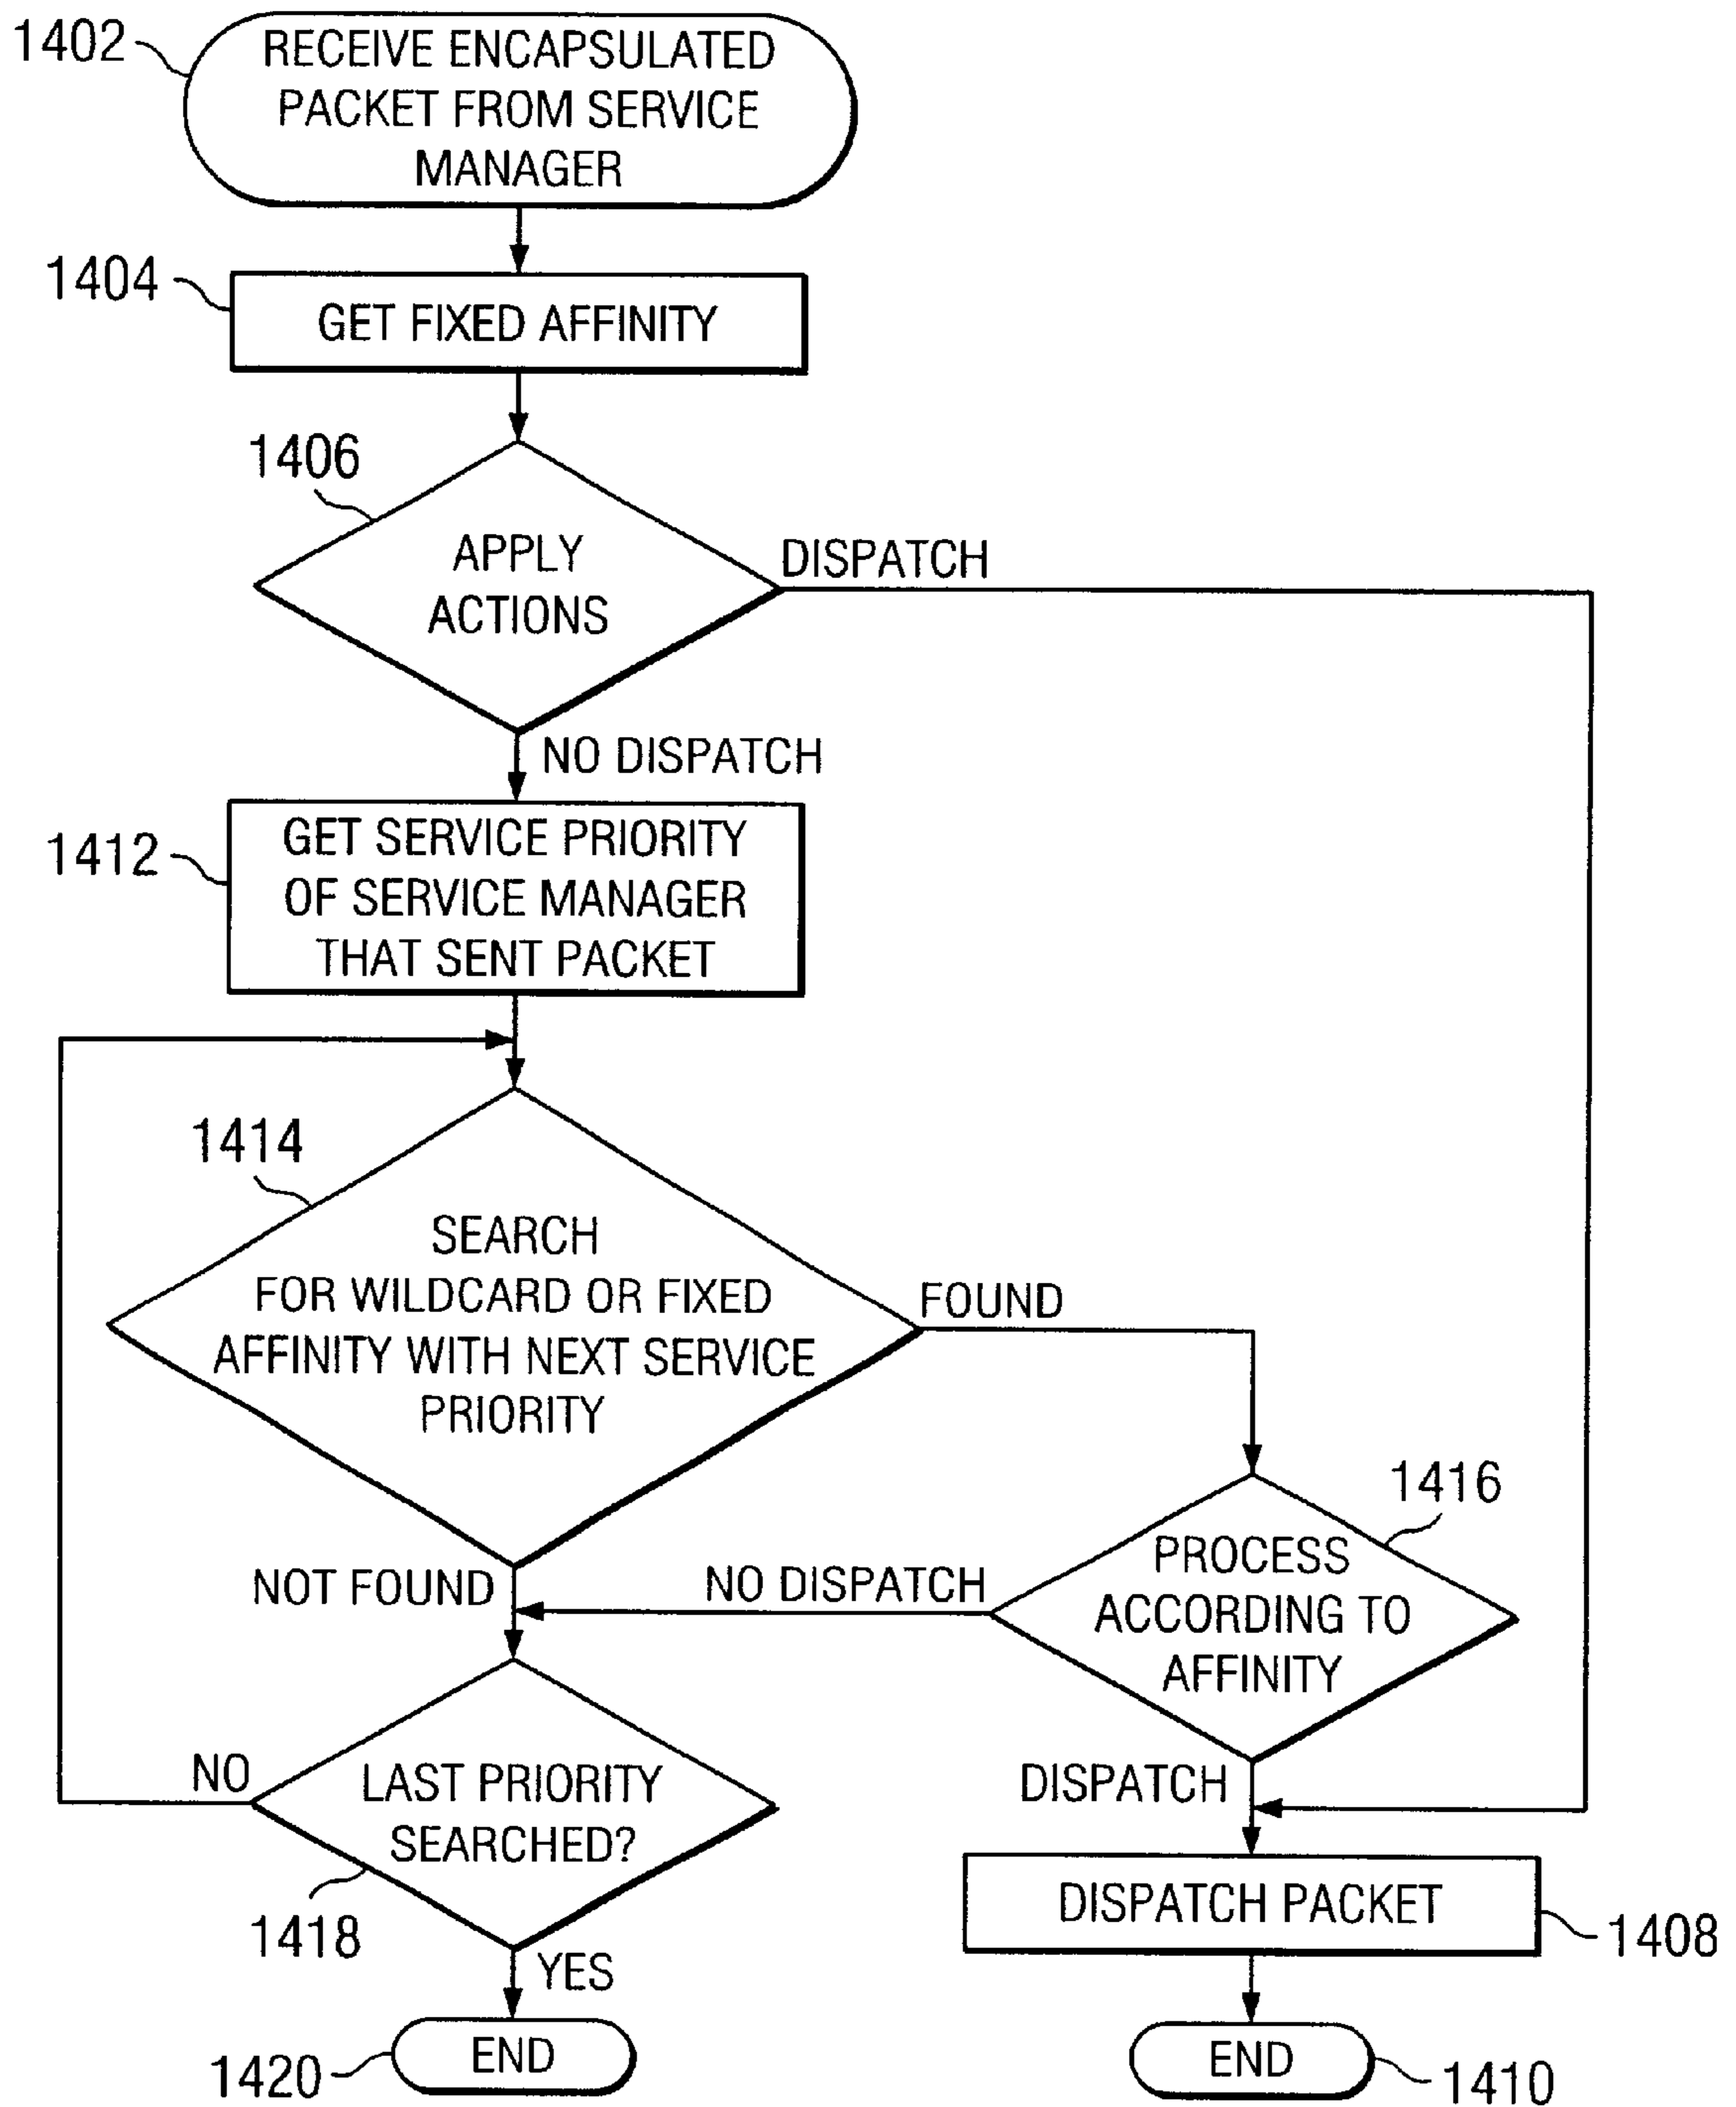 1402
RECEIVE ENCAPSULATED
PACKET FROM SERVICE
MANAGER
1404
GET FIXED AFFINITY
1406
APPLY
ACTIONS
DISPATCH
NO DISPATCH
1412
GET SERVICE PRIORITY
OF SERVICE MANAGER
THAT SENT PACKET
1414
SEARCH
FOR WILDCARD OR FIXED
AFFINITY WITH NEXT SERVICE
PRIORITY
FOUND
1416
PROCESS
ACCORDING TO
AFFINITY
NOT FOUND
NO DISPATCH
NO
LAST PRIORITY
SEARCHED?
DISPATCH
1418
YES
DISPATCH PACKET
1408
1420
END
END
1410